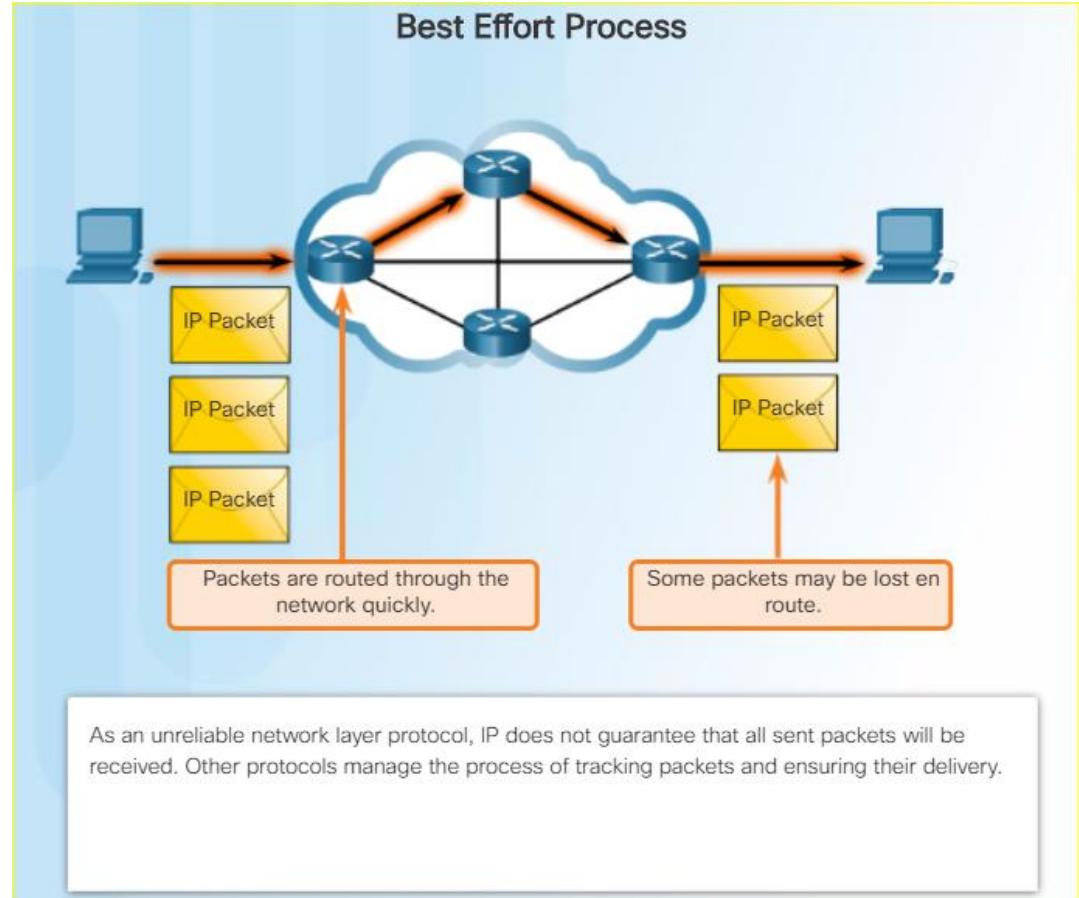 Best Effort Process
IP Packet
IP Packet
IP Packet
IP Packet
IP Packet
Packets are routed through the
network quickly.
Some packets may be lost en
route.
As an unreliable network layer protocol, IP does not guarantee that all sent packets will be
received. Other protocols manage the process of tracking packets and ensuring their delivery.